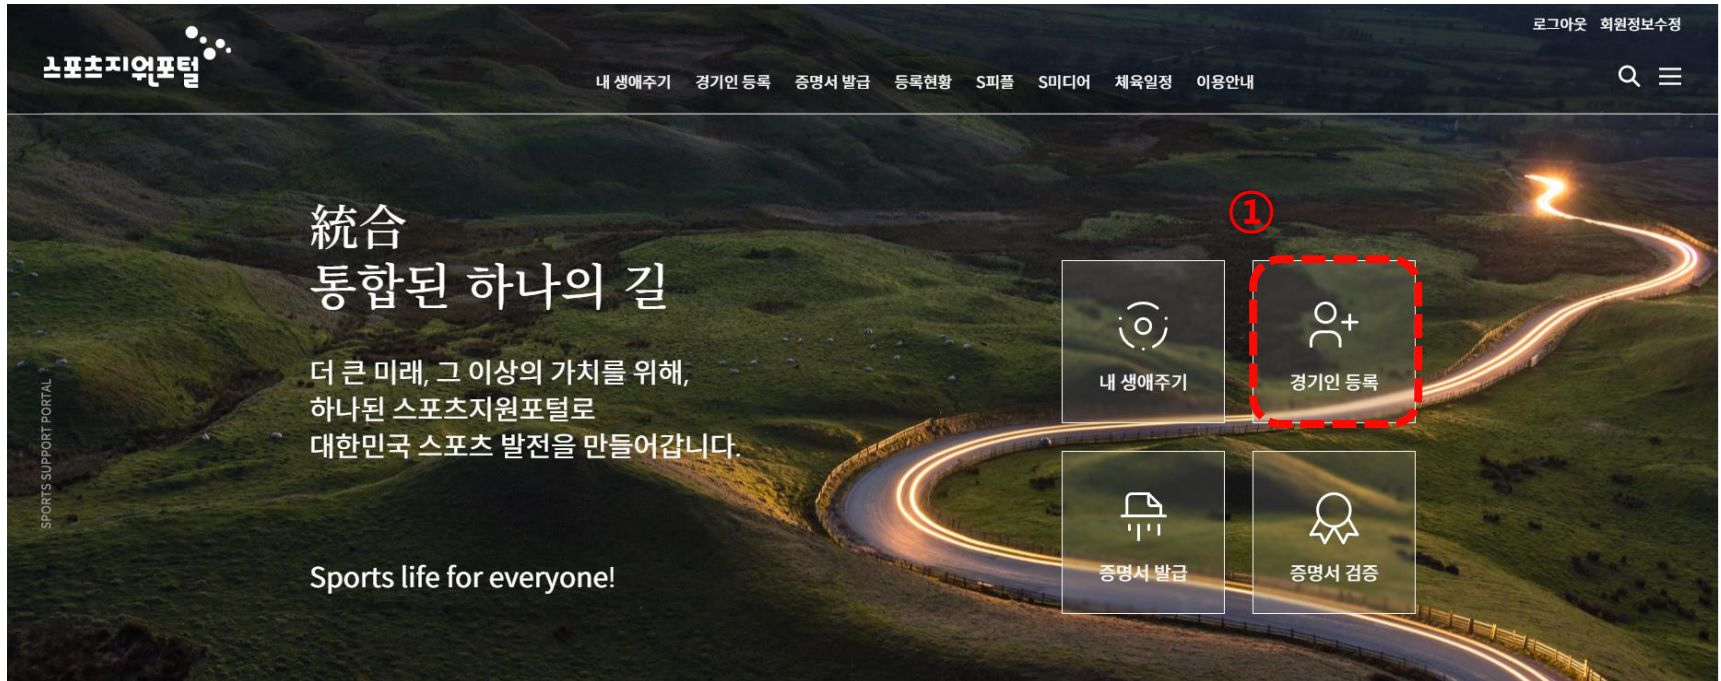 로그아웃 회원정보수정
스포츠지원포털
내 생애주기 경기인 등록 증명서 발급 등록현황 S피플 S미디어 체육일정 이용안내
統合
통합된 하나의 길
더 큰 미래, 그 이상의 가치를 위해,
하나된 스포츠지원포털로
대한민국 스포츠 발전을 만들어갑니다.
Sports life for everyone!
SPORTS SUPPORT PORTAL
①
내 생애주기
경기인 등록
증명서 발급
증명서 검증